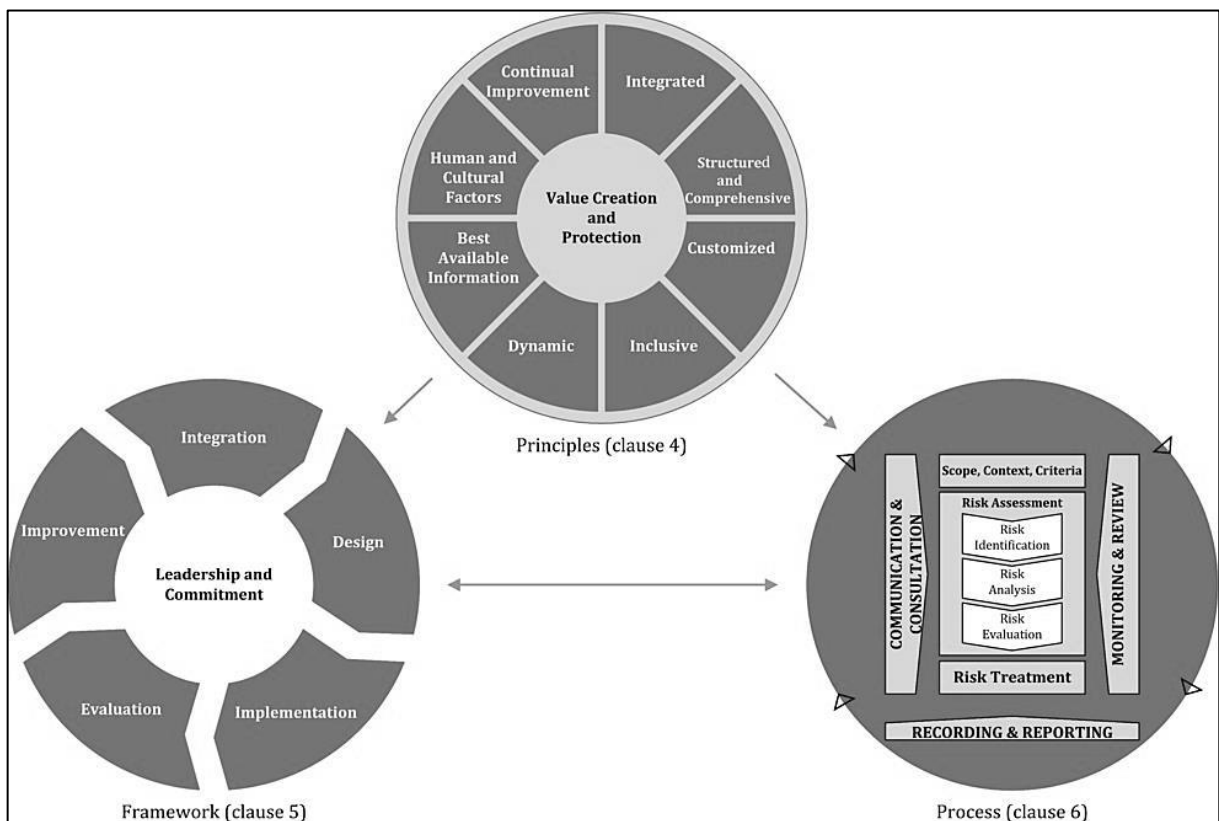 Continual
Improvement
Integrated
Human and
Cultural
Factors
Structured
and
Comprehensive
Value Creation
and
Protection
Best
Available
Information
Customized
Dynamic
Inclusive
Principles (clause 4)
Integration
Improvement
Design
Leadership and
Commitment
Evaluation
Implementation
Framework (clause 5)
Scope, Context, Criteria
Risk Assessment
Risk
Identification
Risk
Analysis
Risk
Evaluation
Risk Treatment
COMMUNICATION &
CONSULTATION
MONITORING & REVIEW
RECORDING & REPORTING
Process (clause 6)